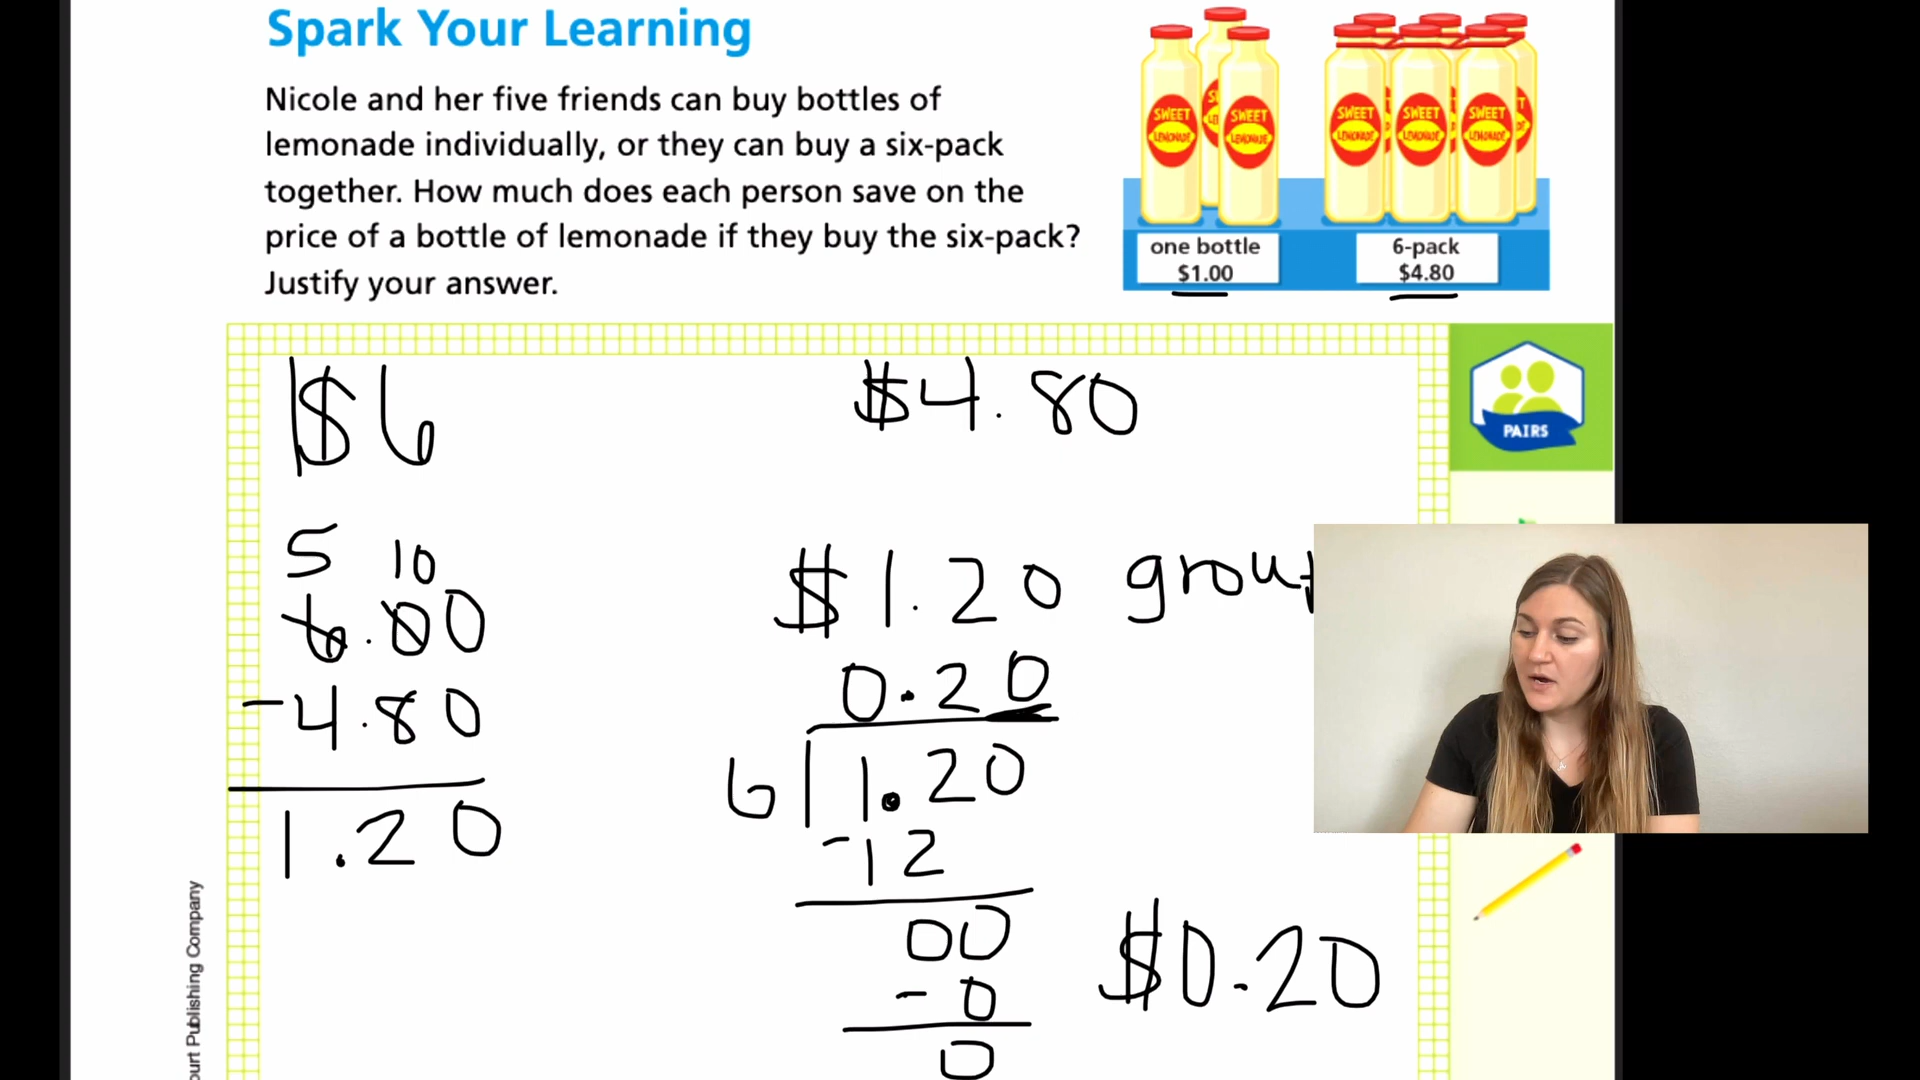 Spark Your Learning
Nicole and her five friends can buy bottles of
lemonade individually, or they can buy a six-pack
together. How much does each person save on the
price of a bottle of lemonade if they buy the six-pack?
Justify your answer.
SWEET LEMONADE
SWEET LEMONADE
SWEET LEMONADE
SWEET LEMONADE
SWEET LEMONADE
one bottle
$1.00
6-pack
$4.80
PAIRS
$6
$4.80
5 10
6.00
-4.80
1.20
$1.20 group
0.20
6 1.20
-12
00
-0
0
$0.20
Publishing Company